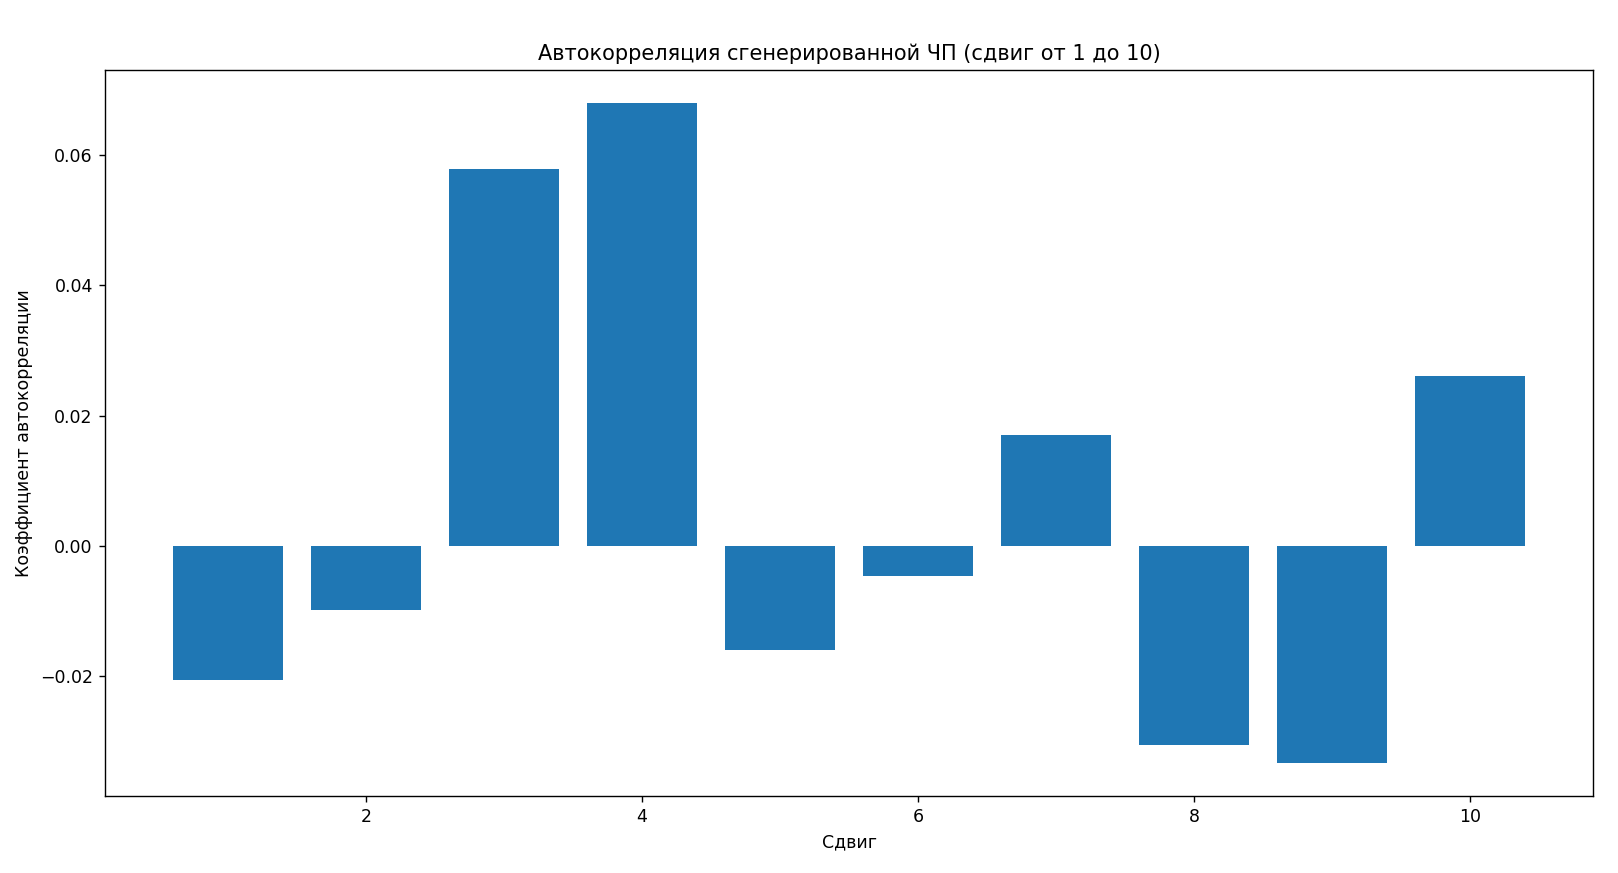 Автокорреляция сгенерированной ЧП (сдвиг от 1 до 10)
Коэффициент автокорреляции
0.06
0.04
0.02
0.00
−0.02
2 4 6 8 10
Сдвиг